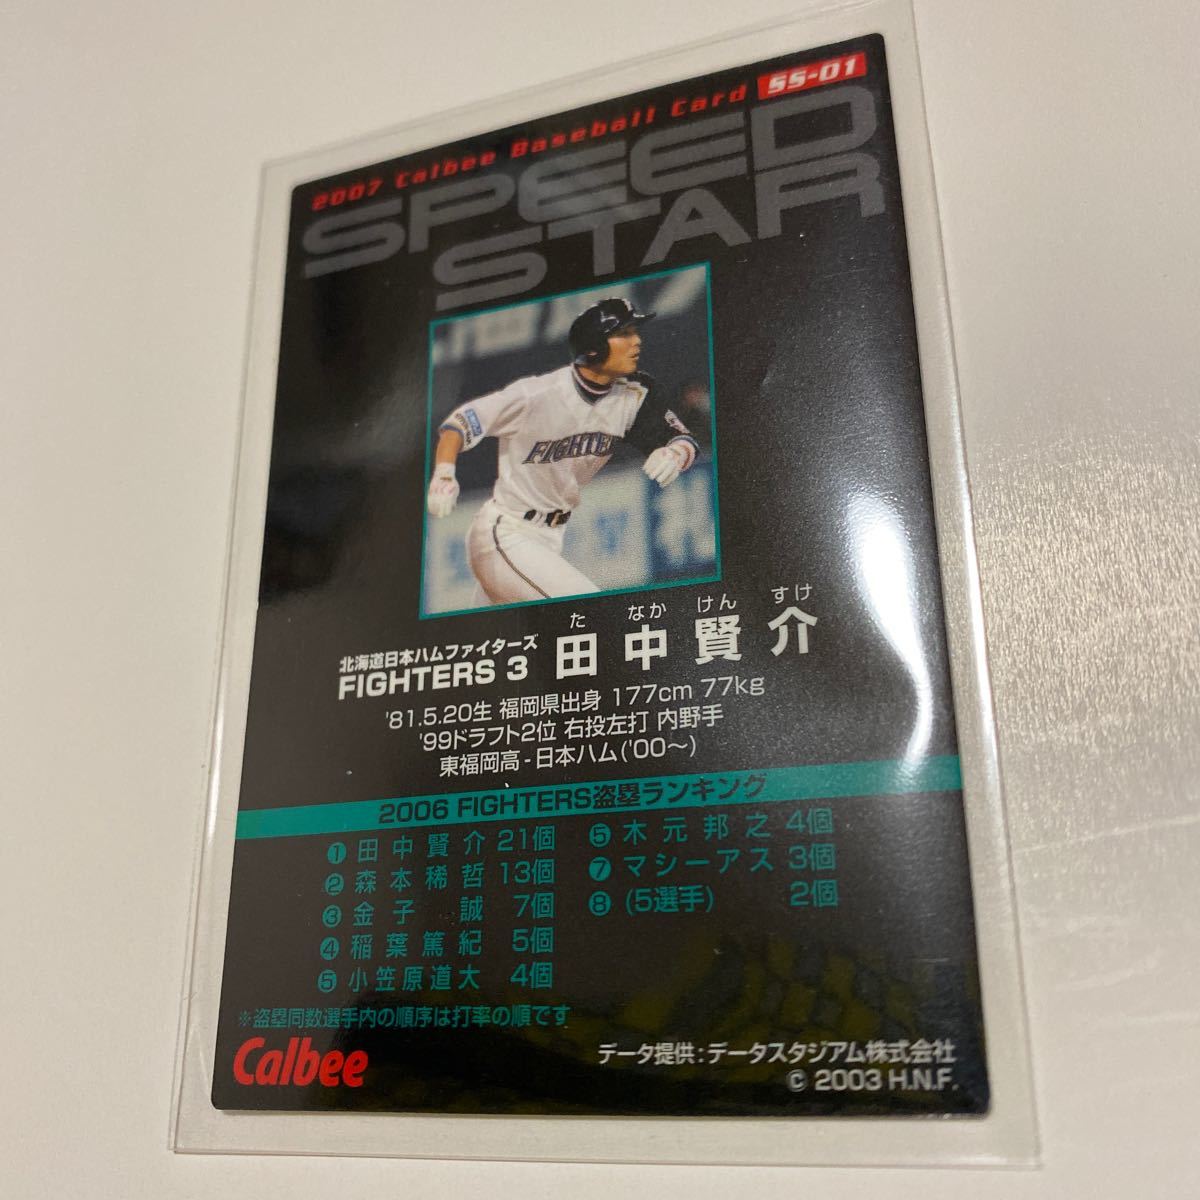 2007 Calbee Baseball Card SS-01
SPEED
STAR
FIGHTE
た なか けん すけ
北海道日本ハムファイターズ
FIGHTERS 3 田中賢介
'81.5.20生 福岡県出身 177cm 77kg
'99ドラフト2位 右投左打 内野手
東福岡高-日本ハム('00〜)
2006 FIGHTERS盗塁ランキング
❶ 田中賢介 21個
❷ 森本稀哲 13個
❸ 金子 誠 7個
❹ 稲葉篤紀 5個
❺ 小笠原道大 4個
❺ 木元邦之 4個
❼ マシーアス 3個
❽ (5選手) 2個
※盗塁同数選手内の順序は打率の順です
Calbee
データ提供:データスタジアム株式会社
© 2003 H.N.F.